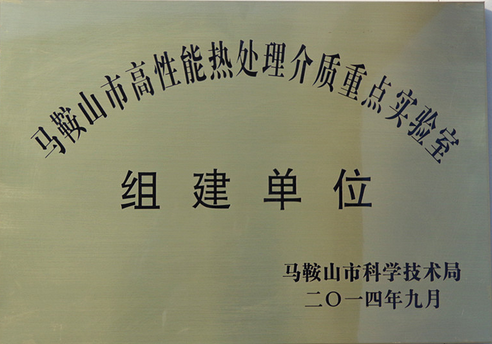 马鞍山市高性能热处理介质重点实验室
组建单位
马鞍山市科学技术局
二〇一四年九月